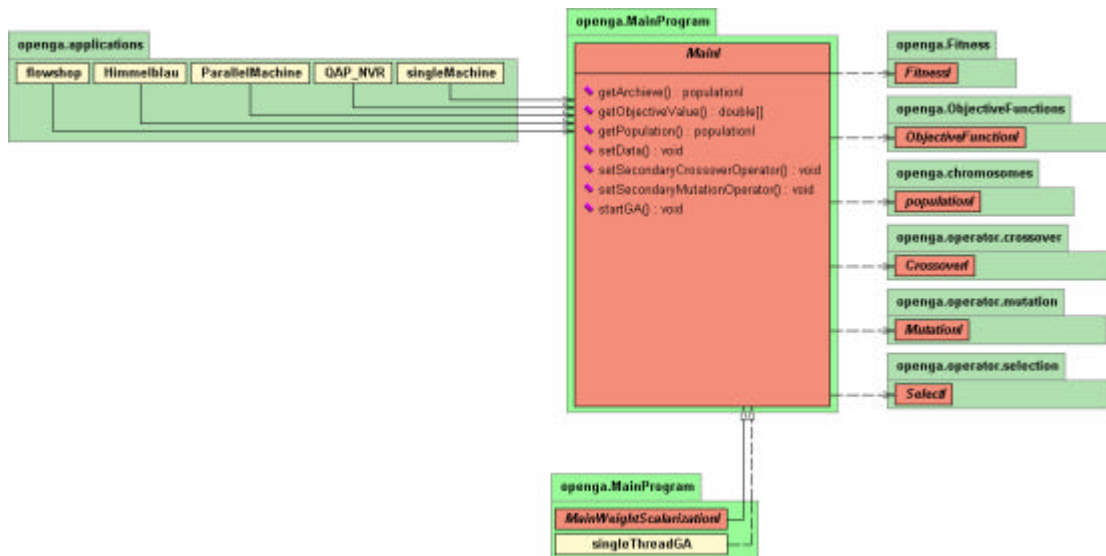 openga.MainProgram
openga.applications
flowshop
Himmelblau
ParallelMachine
QAP_NVR
singleMachine
MainI
getArchieve() : populationI
getObjectiveValue() : double[]
getPopulation() : populationI
setData() : void
setSecondaryCrossoverOperator() : void
setSecondaryMutationOperator() : void
startGA() : void
openga.Fitness
FitnessI
openga.ObjectiveFunctions
ObjectiveFunctionI
openga.chromosomes
populationI
openga.operator.crossover
CrossoverI
openga.operator.mutation
MutationI
openga.operator.selection
SelectI
openga.MainProgram
MainWeightScalarizationI
singleThreadGA